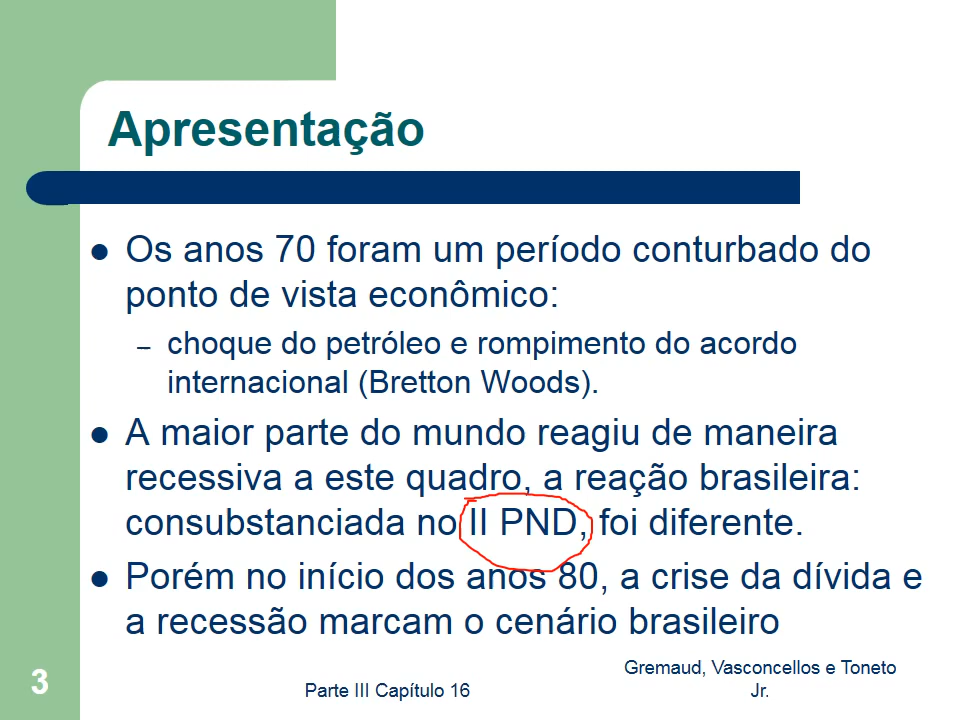 Apresentação
Os anos 70 foram um período conturbado do
ponto de vista econômico:
– choque do petróleo e rompimento do acordo
internacional (Bretton Woods).
A maior parte do mundo reagiu de maneira
recessiva a este quadro, a reação brasileira:
consubstanciada no II PND, foi diferente.
Porém no início dos anos 80, a crise da dívida e
a recessão marcam o cenário brasileiro
3
Parte III Capítulo 16
Gremaud, Vasconcellos e Toneto
Jr.